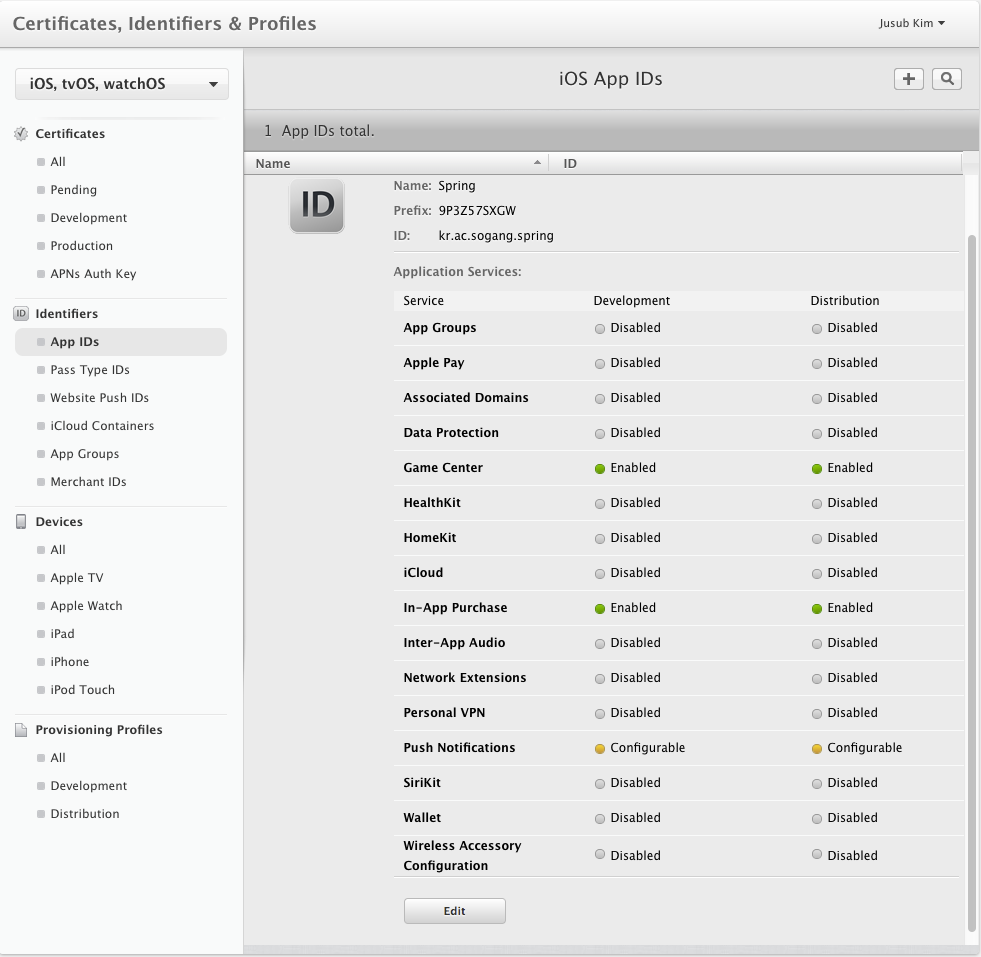 Certificates, Identifiers & Profiles
Jusub Kim
iOS, tvOS, watchOS
Certificates
All
Pending
Development
Production
APNs Auth Key
Identifiers
App IDs
Pass Type IDs
Website Push IDs
iCloud Containers
App Groups
Merchant IDs
Devices
All
Apple TV
Apple Watch
iPad
iPhone
iPod Touch
Provisioning Profiles
All
Development
Distribution
iOS App IDs
1 App IDs total.
Name ID
ID
Name: Spring
Prefix: 9P3Z57SXGW
ID: kr.ac.sogang.spring
Application Services:
Service Development Distribution
App Groups Disabled Disabled
Apple Pay Disabled Disabled
Associated Domains Disabled Disabled
Data Protection Disabled Disabled
Game Center Enabled Enabled
HealthKit Disabled Disabled
HomeKit Disabled Disabled
iCloud Disabled Disabled
In-App Purchase Enabled Enabled
Inter-App Audio Disabled Disabled
Network Extensions Disabled Disabled
Personal VPN Disabled Disabled
Push Notifications Configurable Configurable
SiriKit Disabled Disabled
Wallet Disabled Disabled
Wireless Accessory
Configuration Disabled Disabled
Edit